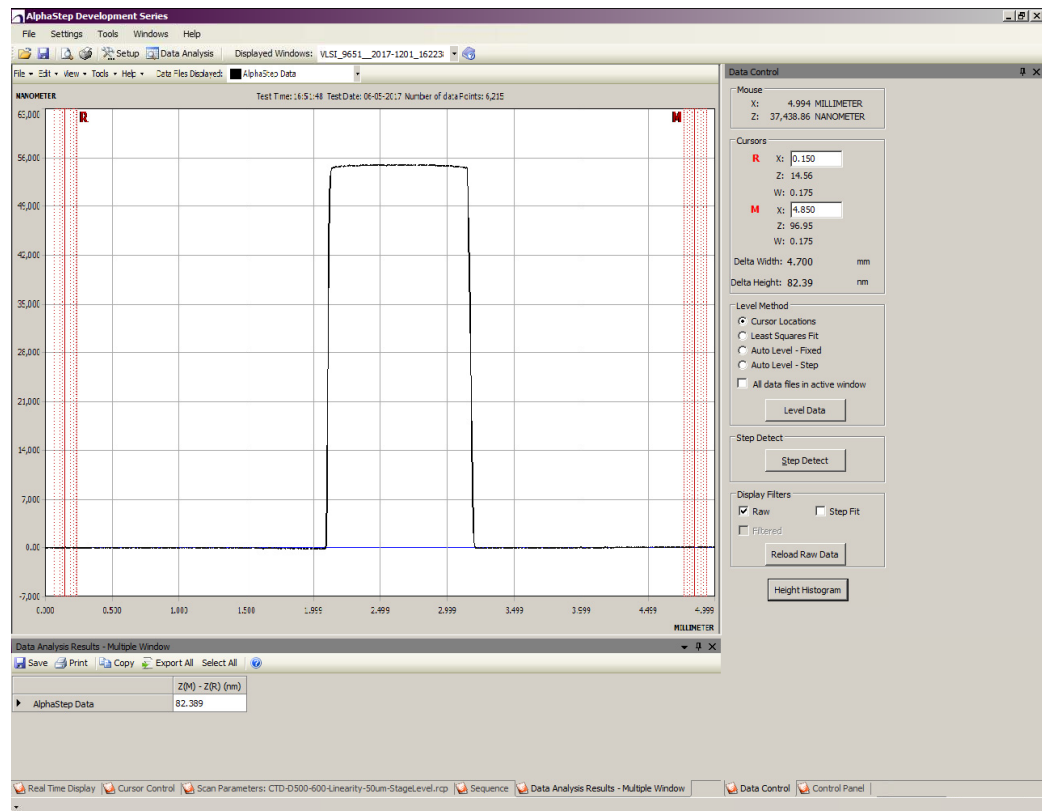 AlphaStep Development Series
File Settings Tools Windows Help
Setup Data Analysis Displayed Windows: VLSI_9651__2017-1201_16223
File Edit View Tools Help Data Files Displayed: AlphaStep Data
Data Control
NANOMETER Test Time: 16:51:48 Test Date: 06-05-2017 Number of data Points: 6,215
R M
63,000
56,000
49,000
42,000
35,000
28,000
21,000
14,000
7,000
0.00
-7,000
0.500 1.500 1.999 2.499 2.999 3.499 3.999 4.499 4.999
MILLIMETER
Mouse
X: 4.994 MILLIMETER
Z: 37,438.86 NANOMETER
Cursors
R X: 0.150
Z: 14.56
W: 0.175
M X: 4.850
Z: 96.95
W: 0.175
Delta Width: 4.700 mm
Delta Height: 82.39 nm
Level Method
Cursor Locations
Least Squares Fit
Auto Level - Fixed
Auto Level - Step
All data files in active window
Level Data
Step Detect
Step Detect
Display Filters
Raw Step Fit
Filtered
Reload Raw Data
Height Histogram
Data Analysis Results - Multiple Window
Save Print Copy Export All Select All
Z(M) - Z(R) (nm)
AlphaStep Data 82.389
Real Time Display Cursor Control Scan Parameters: CTD-D500-600-Linearity-50um-StageLevel.rcp Sequence Data Analysis Results - Multiple Window
Data Control Control Panel